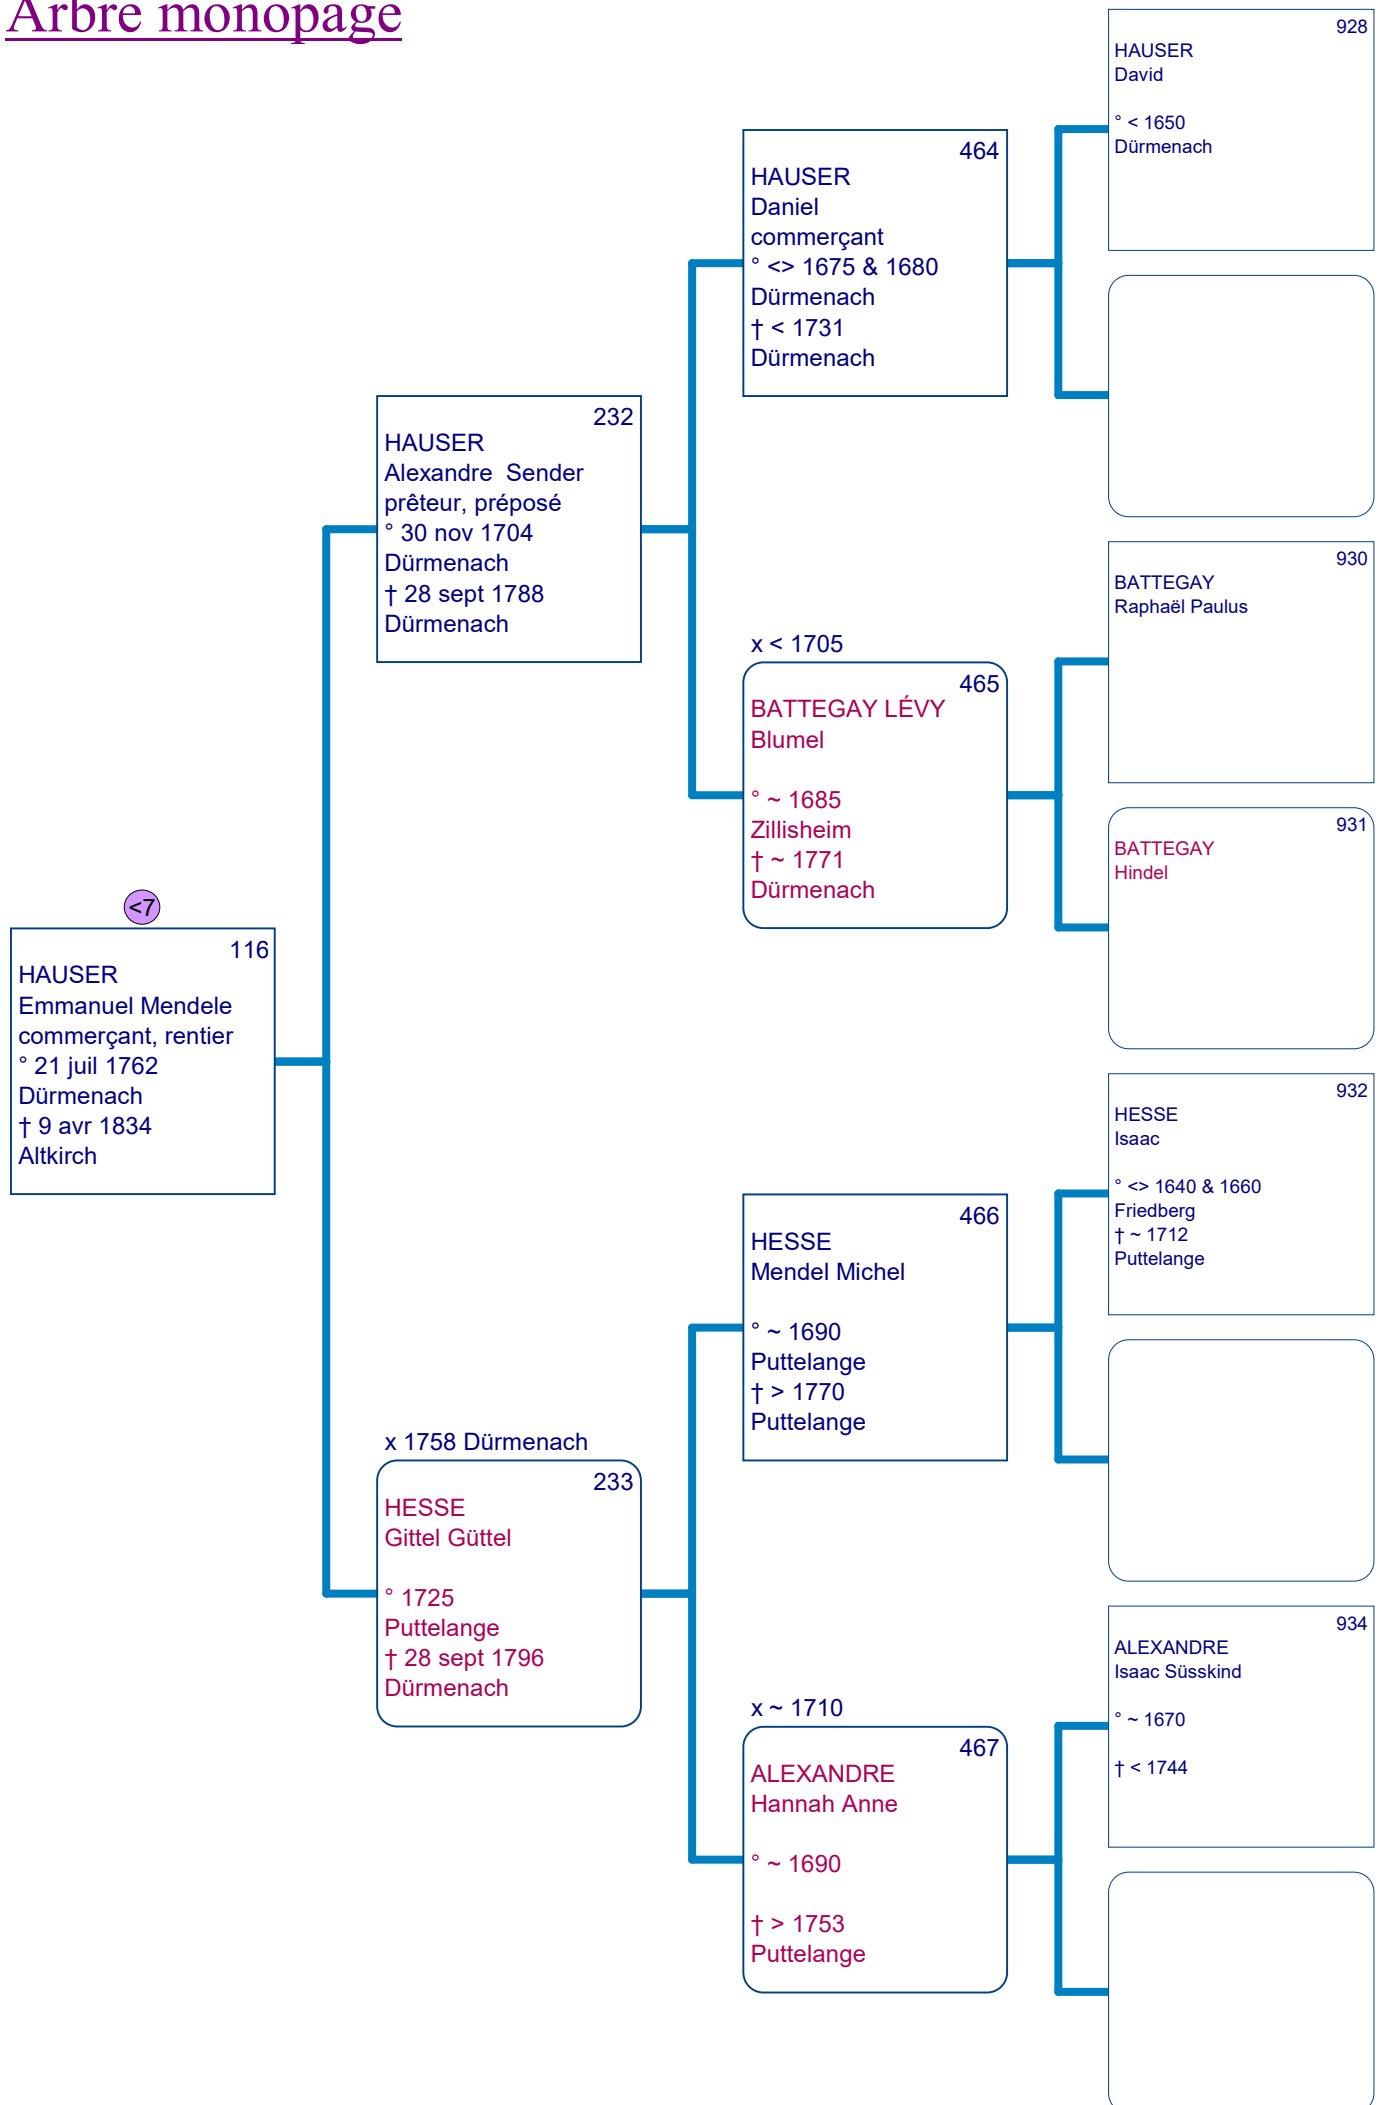 Arbre monopage
928
HAUSER
David
° < 1650
Dürmenach
464
HAUSER
Daniel
commerçant
° <> 1675 & 1680
Dürmenach
† < 1731
Dürmenach
232
HAUSER
Alexandre  Sender
prêteur, préposé
° 30 nov 1704
Dürmenach
† 28 sept 1788
Dürmenach
930
BATTEGAY
Raphaël Paulus
x < 1705
465
BATTEGAY LÉVY
Blumel
° ~ 1685
Zillisheim
† ~ 1771
Dürmenach
931
BATTEGAY
Hindel
<7
116
HAUSER
Emmanuel Mendele
commerçant, rentier
° 21 juil 1762
Dürmenach
† 9 avr 1834
Altkirch
932
HESSE
Isaac
° <> 1640 & 1660
Friedberg
† ~ 1712
Puttelange
466
HESSE
Mendel Michel
° ~ 1690
Puttelange
† > 1770
Puttelange
x 1758 Dürmenach
233
HESSE
Gittel Güttel
° 1725
Puttelange
† 28 sept 1796
Dürmenach
934
ALEXANDRE
Isaac Süsskind
° ~ 1670
† < 1744
x ~ 1710
467
ALEXANDRE
Hannah Anne
° ~ 1690
† > 1753
Puttelange